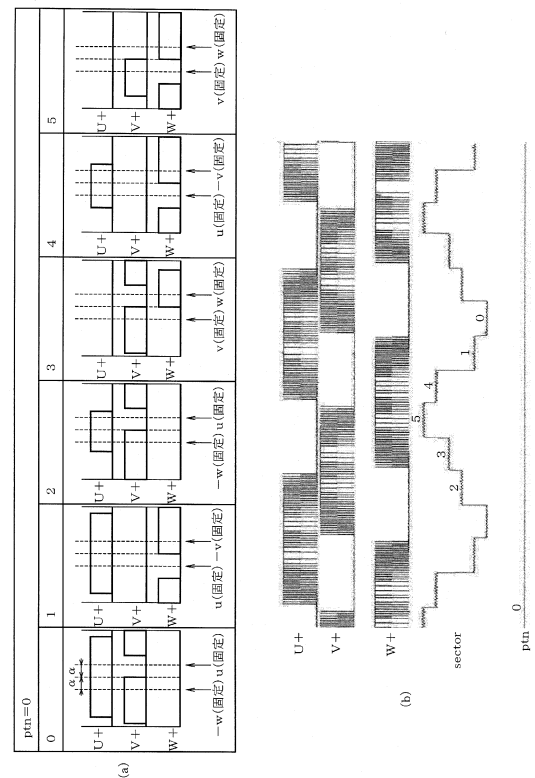 ptn=0
0
1
2
3
4
5
α α
U+
V+
W+
−w(固定) u(固定)
U+
V+
W+
u(固定) −v(固定)
U+
V+
W+
−w(固定) u(固定)
U+
V+
W+
v(固定) w(固定)
U+
V+
W+
u(固定) −v(固定)
U+
V+
W+
v(固定) w(固定)
(a)
U+
V+
W+
sector
2
3
5
4
1
0
ptn
0
(b)